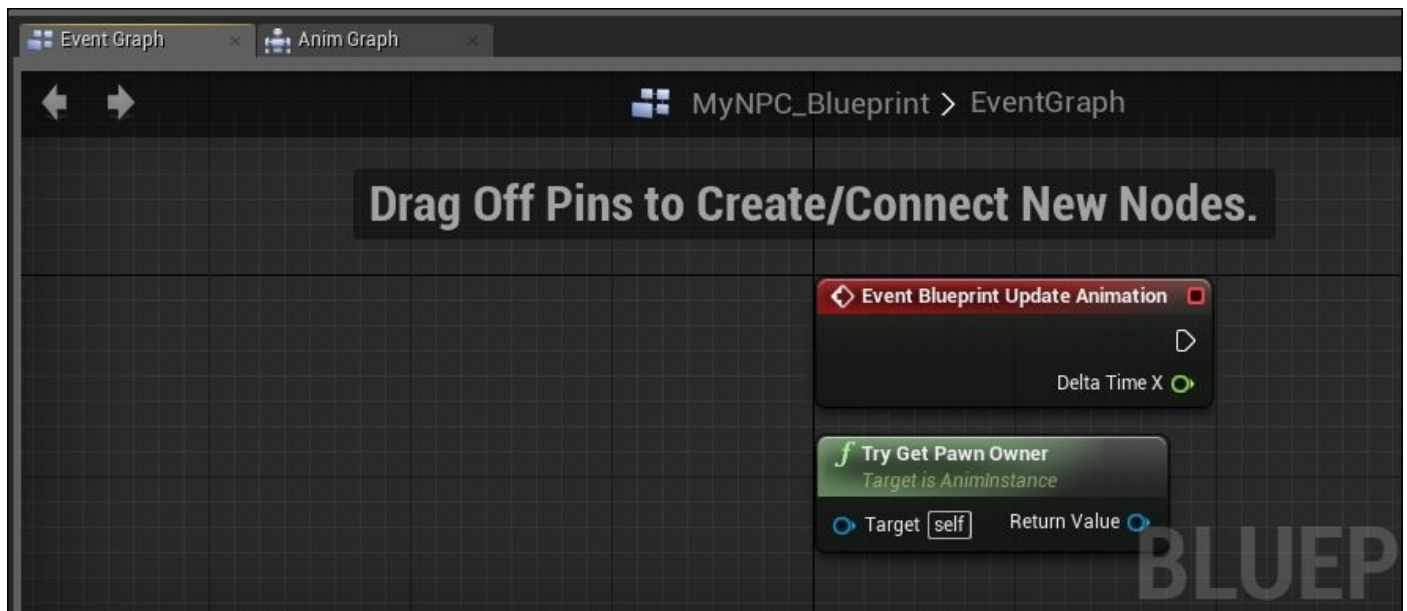 Event Graph
Anim Graph
MyNPC_Blueprint > EventGraph
Drag Off Pins to Create/Connect New Nodes.
Event Blueprint Update Animation
Delta Time X
f Try Get Pawn Owner
Target is AnimInstance
Target self Return Value
BLUEP